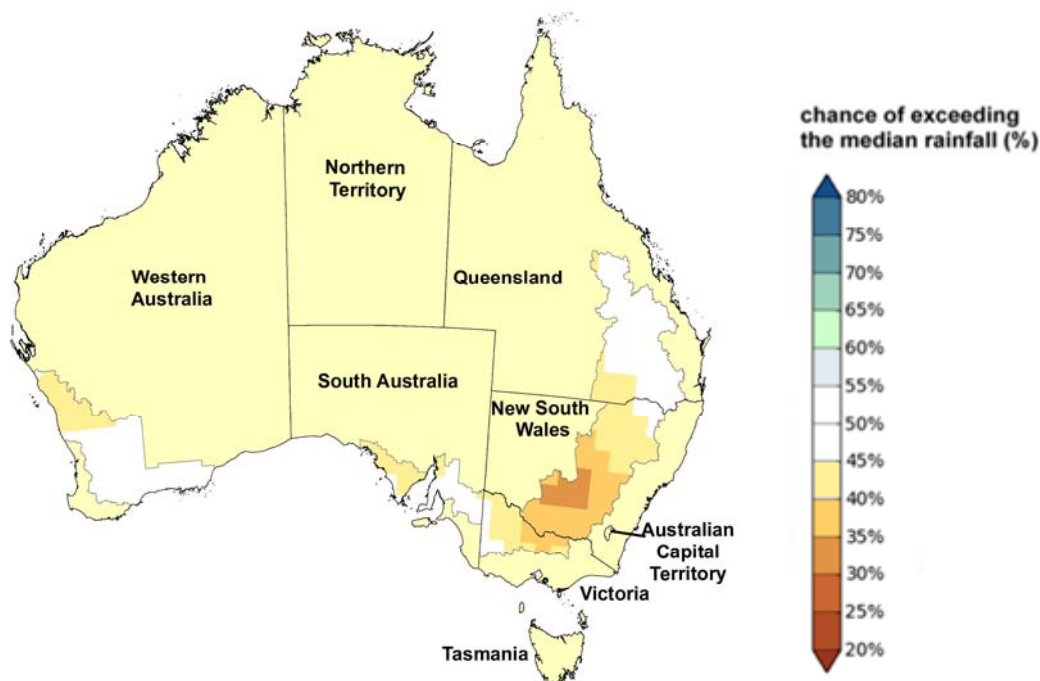 chance of exceeding
the median rainfall (%)
80%
75%
70%
65%
60%
55%
50%
45%
40%
35%
30%
25%
20%
Northern
Territory
Western
Australia
Queensland
South Australia
New South
Wales
Australian
Capital
Territory
Victoria
Tasmania